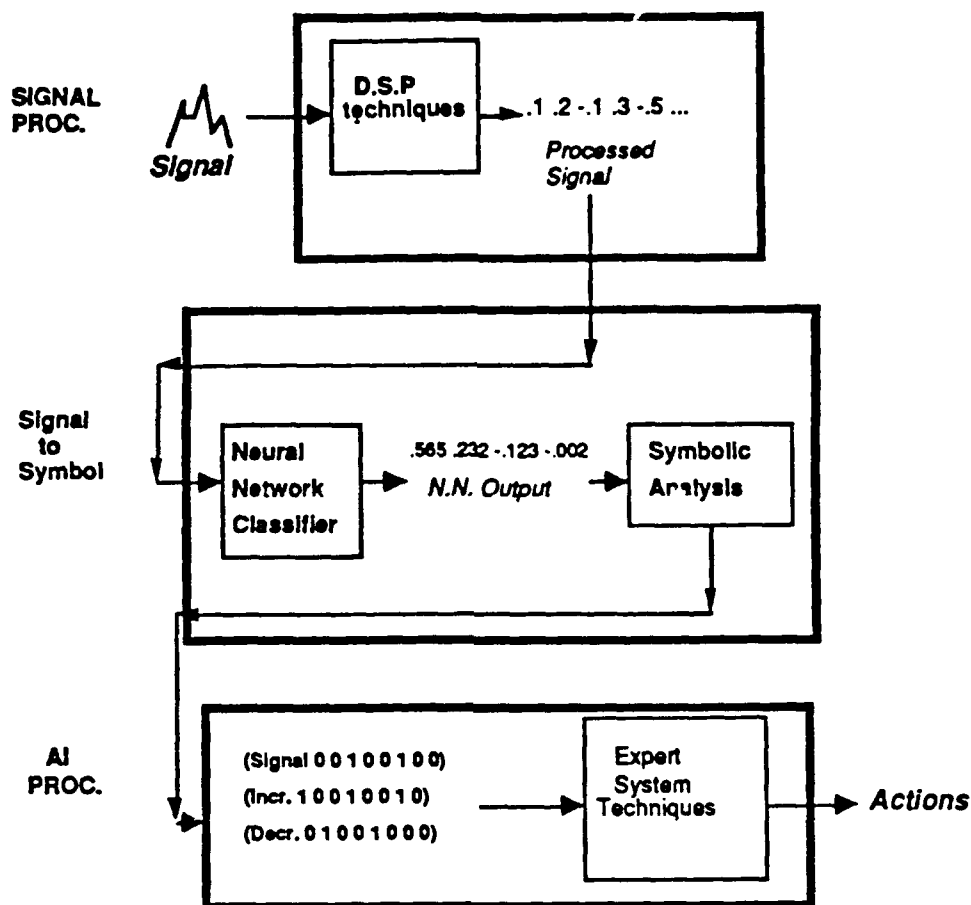 SIGNAL
PROC.
Signal
D.S.P
techniques
.1 .2 -.1 .3 -.5 ...
Processed
Signal
Signal
to
Symbol
Neural
Network
Classifier
.565 .232 -.123 -.002
N.N. Output
Symbolic
Analysis
AI
PROC.
(Signal 0 0 1 0 0 1 0 0)
(Incr. 1 0 0 1 0 0 1 0)
(Decr. 0 1 0 0 1 0 0 0)
Expert
System
Techniques
Actions